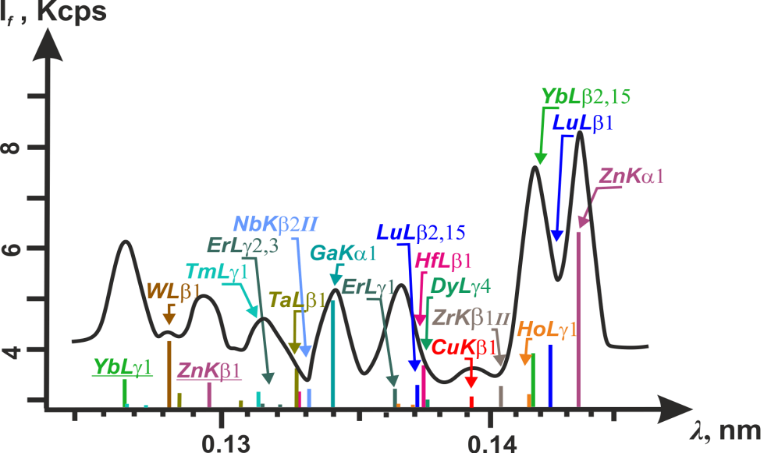 I f , Kcps
YbLβ2,15
LuLβ1
8
ZnKα1
NbKβ2II
LuLβ2,15
ErLγ2,3
GaKα1
HfLβ1
6
TmLγ1
ErLγ1
DyLγ4
WLβ1
TaLβ1
ZrKβ1II
HoLγ1
CuKβ1
4
YbLγ1
ZnKβ1
0.13
0.14
λ, nm